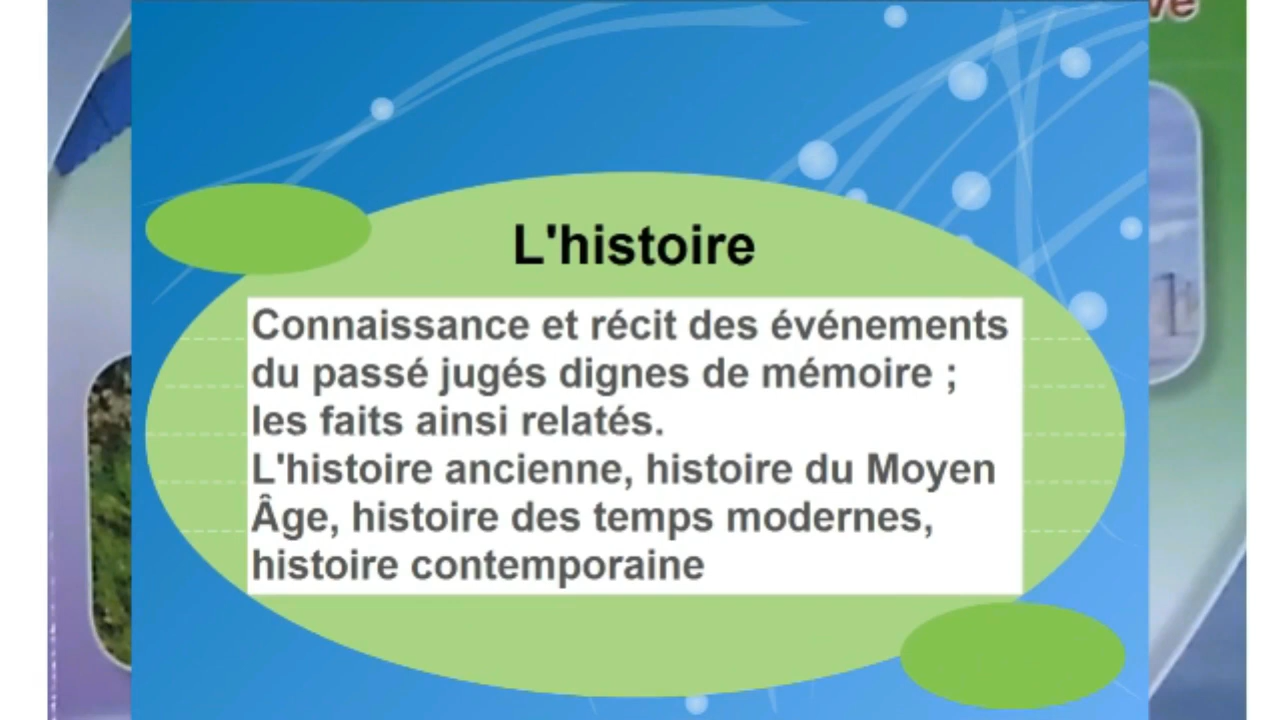 L'histoire
Connaissance et récit des événements
du passé jugés dignes de mémoire ;
les faits ainsi relatés.
L'histoire ancienne, histoire du Moyen
Âge, histoire des temps modernes,
histoire contemporaine